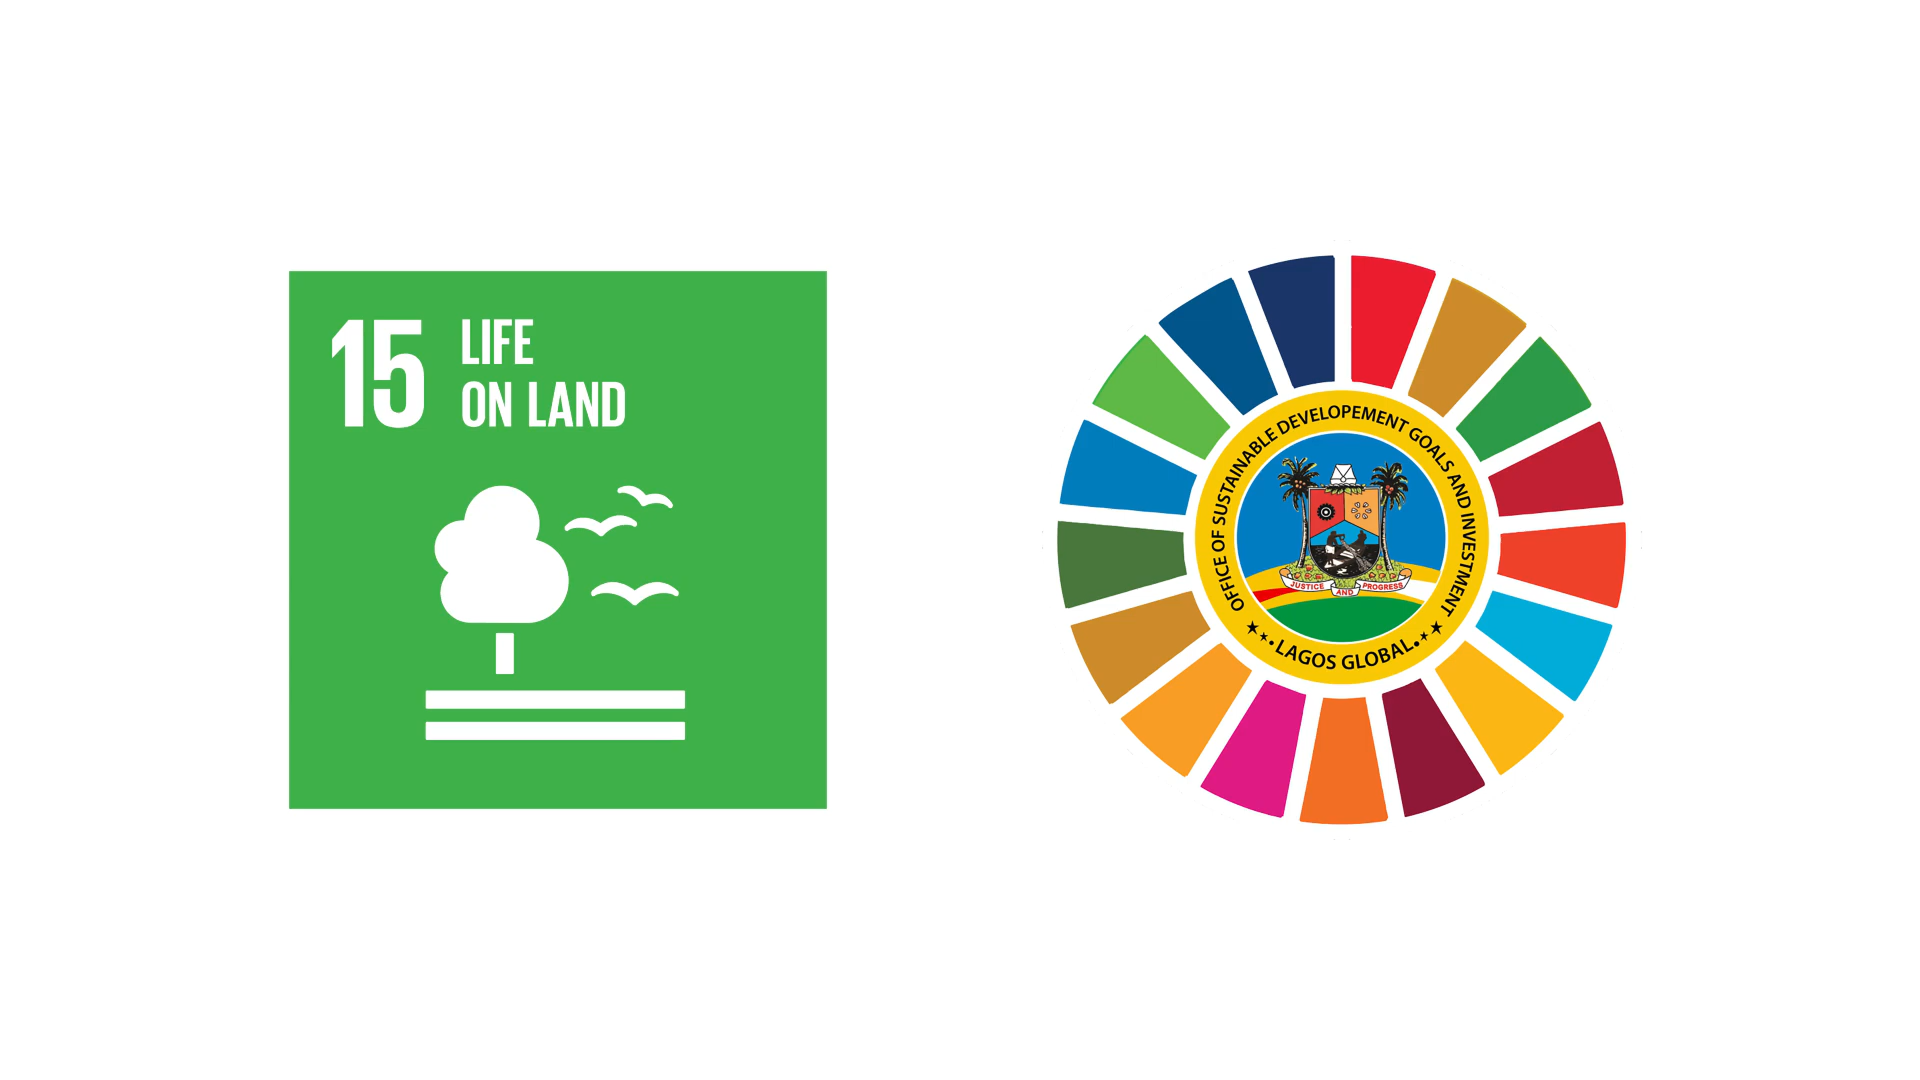 15
LIFE
ON LAND
OFFICE OF SUSTAINABLE DEVELOPEMENT GOALS AND INVESTMENT
JUSTICE
AND
PROGRESS
LAGOS GLOBAL